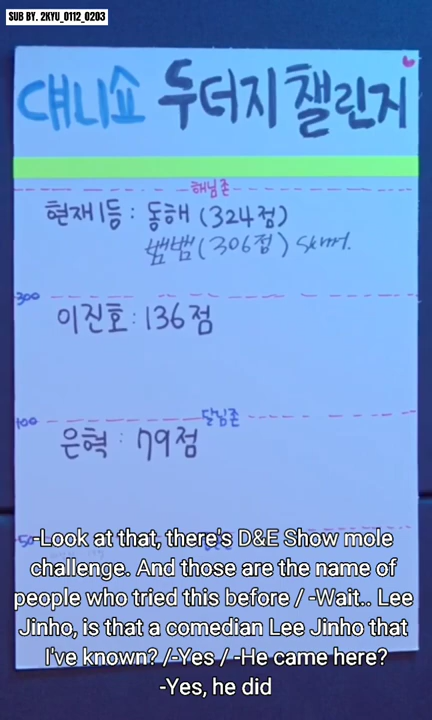 SUB BY. 2KYU_0112_0203
대니쇼 두더지 챌린지
해님존
현재1등 : 동해 (324점)
뱀뱀 (306점)
300
이진호 : 136점
100
달님존
은혁 : 79점
50
-Look at that, there's D&E Show mole
challenge. And those are the name of
people who tried this before / -Wait.. Lee
Jinho, is that a comedian Lee Jinho that
I've known? /-Yes / -He came here?
-Yes, he did